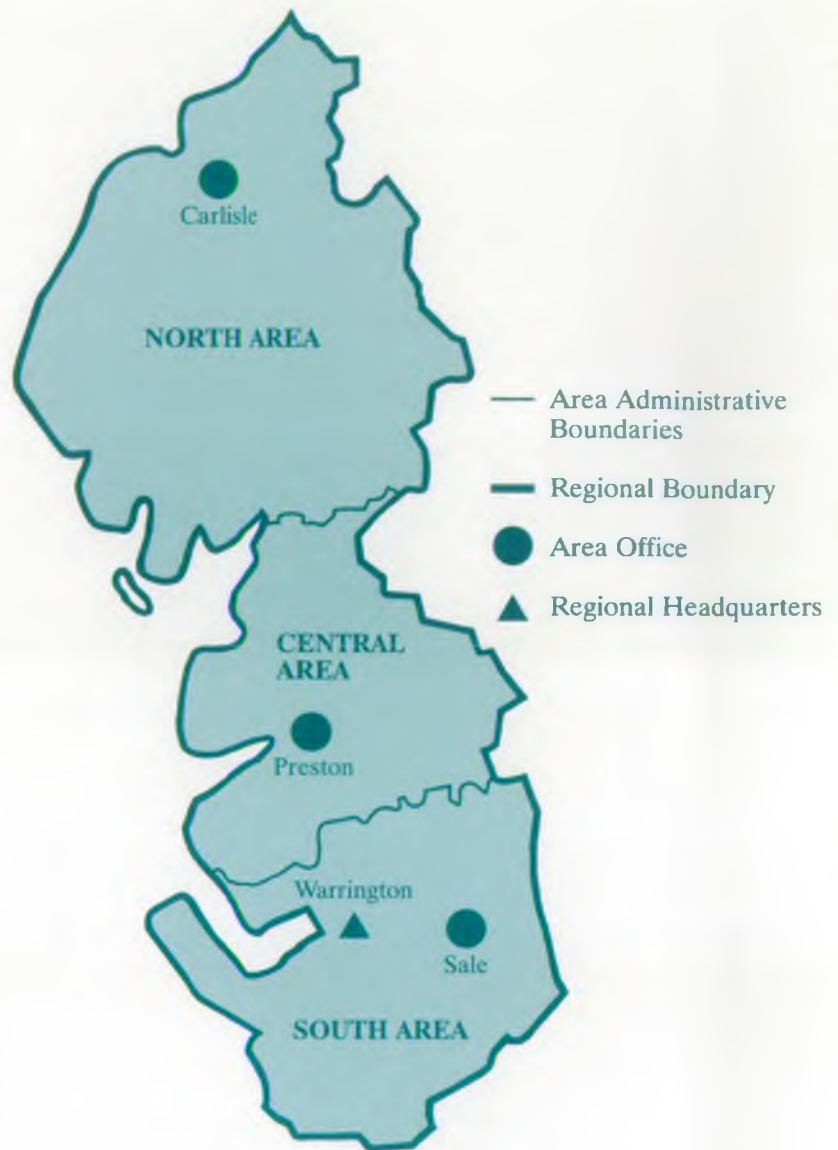 Carlisle
NORTH AREA
Area Administrative
Boundaries
Regional Boundary
Area Office
Regional Headquarters
CENTRAL
AREA
Preston
Warrington
Sale
SOUTH AREA